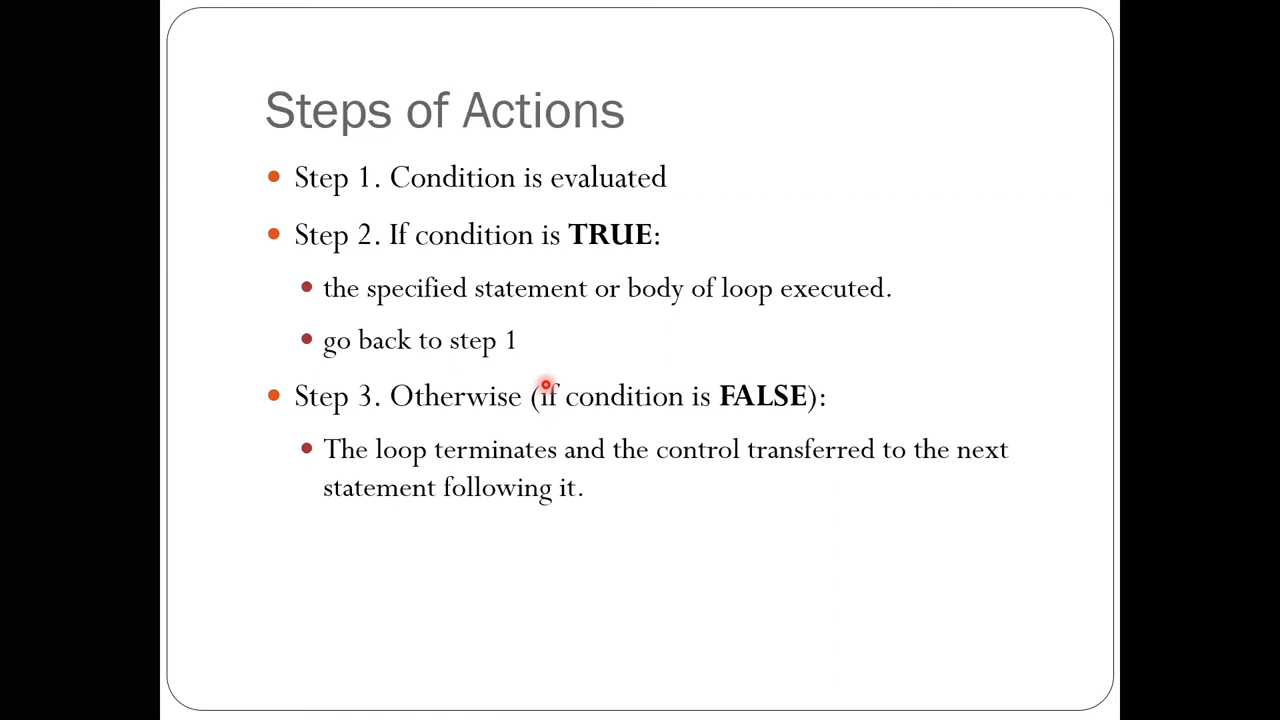 Steps of Actions
Step 1. Condition is evaluated
Step 2. If condition is TRUE:
the specified statement or body of loop executed.
go back to step 1
Step 3. Otherwise (if condition is FALSE):
The loop terminates and the control transferred to the next
statement following it.